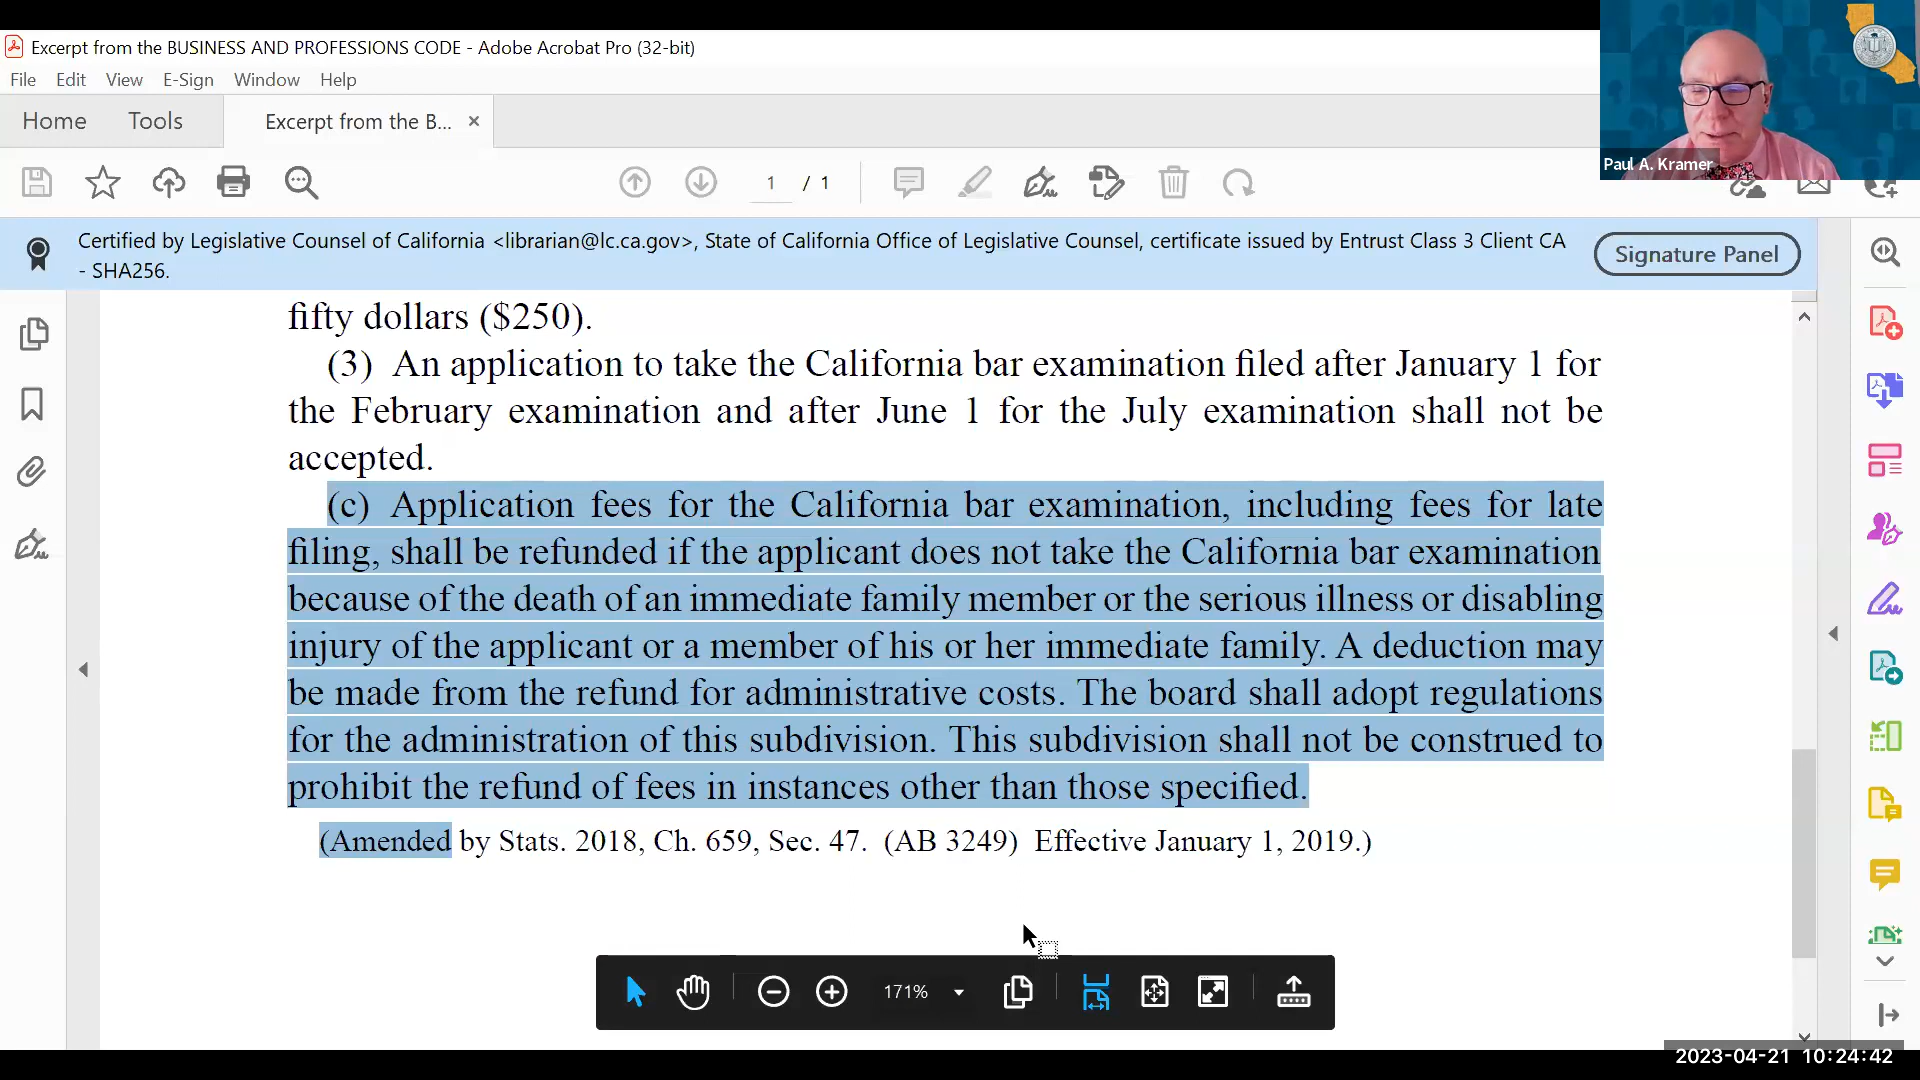 Excerpt from the BUSINESS AND PROFESSIONS CODE - Adobe Acrobat Pro (32-bit)
File Edit View E-Sign Window Help
Home Tools Excerpt from the B... ×
1 / 1
Paul A. Kramer
Certified by Legislative Counsel of California <librarian@lc.ca.gov>, State of California Office of Legislative Counsel, certificate issued by Entrust Class 3 Client CA
- SHA256.
Signature Panel
fifty dollars ($250).
(3) An application to take the California bar examination filed after January 1 for
the February examination and after June 1 for the July examination shall not be
accepted.
(c) Application fees for the California bar examination, including fees for late
filing, shall be refunded if the applicant does not take the California bar examination
because of the death of an immediate family member or the serious illness or disabling
injury of the applicant or a member of his or her immediate family. A deduction may
be made from the refund for administrative costs. The board shall adopt regulations
for the administration of this subdivision. This subdivision shall not be construed to
prohibit the refund of fees in instances other than those specified.
(Amended by Stats. 2018, Ch. 659, Sec. 47. (AB 3249) Effective January 1, 2019.)
171%
2023-04-21 10:24:42